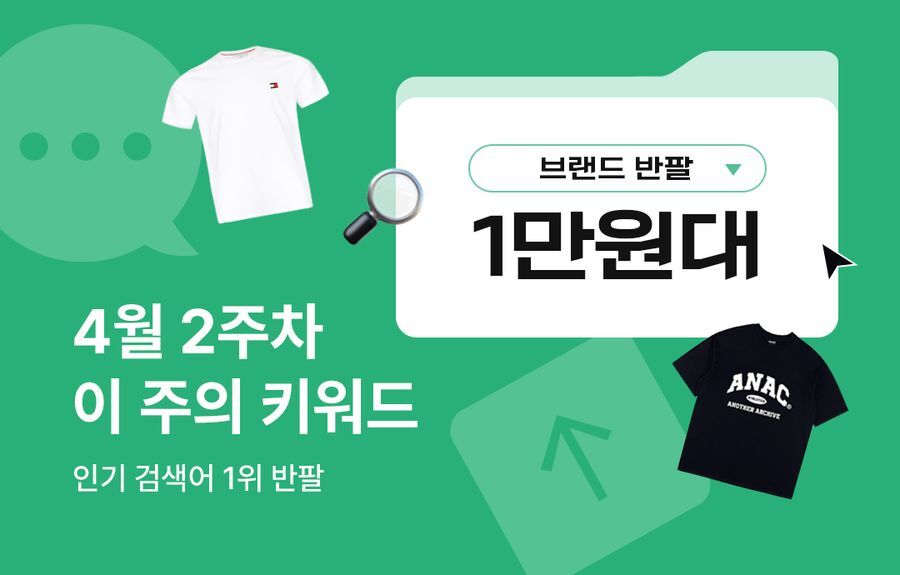 브랜드 반팔
1만원대
4월 2주차
이 주의 키워드
인기 검색어 1위 반팔
ANAC
ANOTHER ARCHIVE